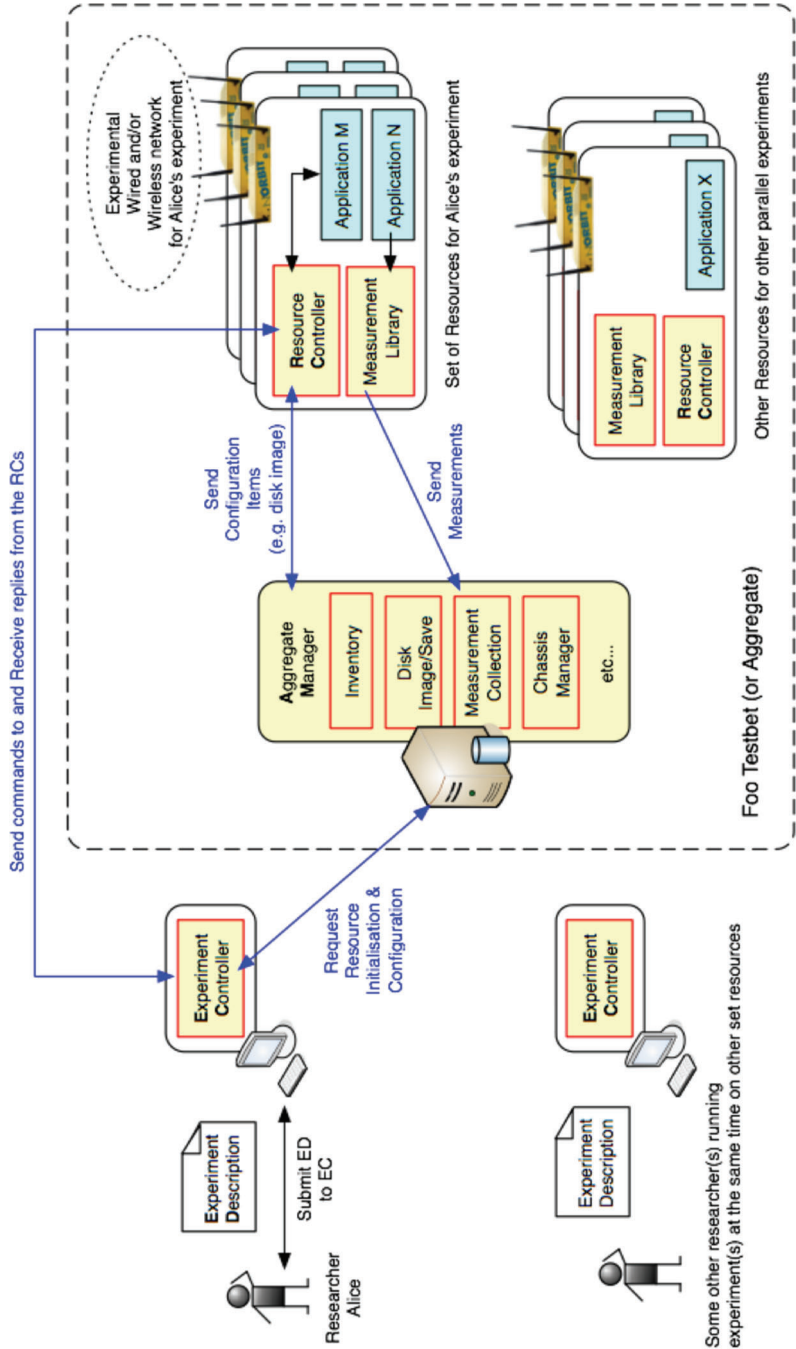 Send commands to and Receive replies from the RCs
Experimental
Wired and/or
Wireless network
for Alice's experiment
Experiment
Description
Experiment
Controller
Submit ED
to EC
Researcher
Alice
Request
Resource
Initialisation &
Configuration
Aggregate
Manager
Inventory
Disk
Image/Save
Measurement
Collection
Chassis
Manager
etc...
Send
Configuration
Items
(e.g. disk image)
Send
Measurements
ORBIT
Resource
Controller
Measurement
Library
Application M
Application N
Set of Resources for Alice's experiment
Experiment
Description
Experiment
Controller
Some other researcher(s) running
experiment(s) at the same time on other set resources
ORBIT
Measurement
Library
Resource
Controller
Application X
Other Resources for other parallel experiments
Foo Testbet (or Aggregate)